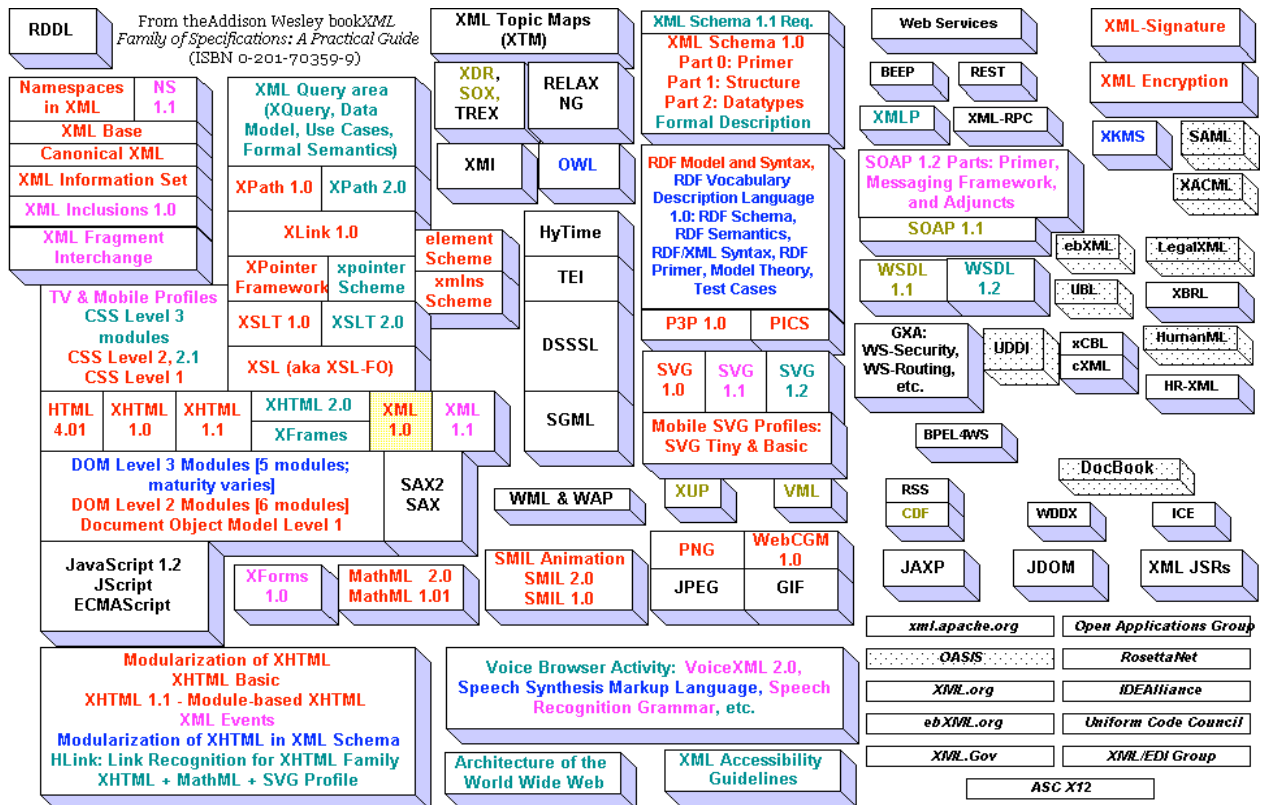 RDDL
From theAddison Wesley bookXML
Family of Specifications: A Practical Guide
(ISBN 0-201-70359-9)
Namespaces
in XML
NS
1.1
XML Base
Canonical XML
XML Information Set
XML Inclusions 1.0
XML Fragment
Interchange
XML Query area
(XQuery, Data
Model, Use Cases,
Formal Semantics)
XPath 1.0
XPath 2.0
XLink 1.0
XPointer
Framework
xpointer
Scheme
element
Scheme
xmlns
Scheme
XSLT 1.0
XSLT 2.0
XSL (aka XSL-FO)
TV & Mobile Profiles
CSS Level 3
modules
CSS Level 2, 2.1
CSS Level 1
HTML
4.01
XHTML
1.0
XHTML
1.1
XHTML 2.0
XFrames
XML
1.0
XML
1.1
DOM Level 3 Modules [5 modules;
maturity varies]
DOM Level 2 Modules [6 modules]
Document Object Model Level 1
SAX2
SAX
JavaScript 1.2
JScript
ECMAScript
XForms
1.0
MathML 2.0
MathML 1.01
Modularization of XHTML
XHTML Basic
XHTML 1.1 - Module-based XHTML
XML Events
Modularization of XHTML in XML Schema
HLink: Link Recognition for XHTML Family
XHTML + MathML + SVG Profile
XML Topic Maps
(XTM)
XDR,
SOX,
TREX
RELAX
NG
XMI
OWL
HyTime
TEI
DSSSL
SGML
WML & WAP
SMIL Animation
SMIL 2.0
SMIL 1.0
Voice Browser Activity: VoiceXML 2.0,
Speech Synthesis Markup Language, Speech
Recognition Grammar, etc.
Architecture of the
World Wide Web
XML Accessibility
Guidelines
XML Schema 1.1 Req.
XML Schema 1.0
Part 0: Primer
Part 1: Structure
Part 2: Datatypes
Formal Description
RDF Model and Syntax,
RDF Vocabulary
Description Language
1.0: RDF Schema,
RDF Semantics,
RDF/XML Syntax, RDF
Primer, Model Theory,
Test Cases
P3P 1.0
PICS
SVG
1.0
SVG
1.1
SVG
1.2
Mobile SVG Profiles:
SVG Tiny & Basic
XUP
VML
PNG
WebCGM
1.0
JPEG
GIF
Web Services
BEEP
REST
XMLP
XML-RPC
SOAP 1.2 Parts: Primer,
Messaging Framework,
and Adjuncts
SOAP 1.1
WSDL
1.1
WSDL
1.2
GXA:
WS-Security,
WS-Routing,
etc.
UDDI
BPEL4WS
XML-Signature
XML Encryption
XKMS
SAML
XACML
ebXML
UBL
xCBL
cXML
LegalXML
XBRL
HumanML
HR-XML
DocBook
RSS
CDF
WDDX
ICE
JAXP
JDOM
XML JSRs
xml.apache.org
Open Applications Group
OASIS
RosettaNet
XML.org
IDEAlliance
ebXML.org
Uniform Code Council
XML.Gov
XML/EDI Group
ASC X12